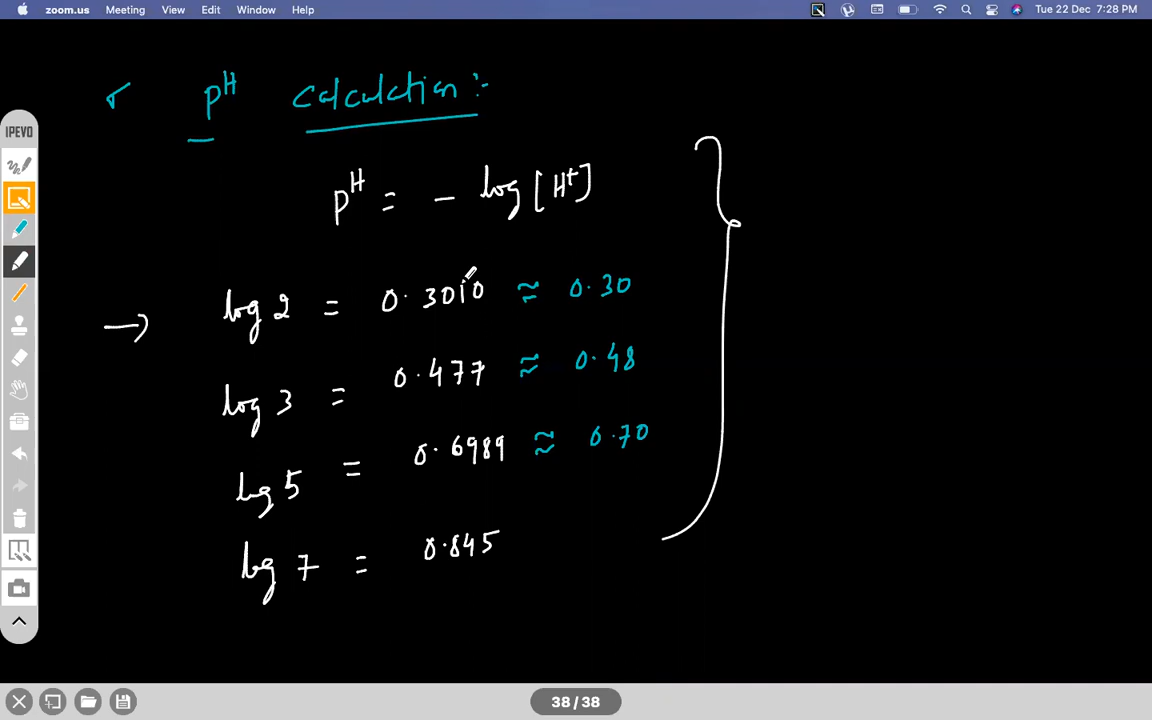 zoom.us Meeting View Edit Window Help Tue 22 Dec 7:28 PM
pH Calculation :-
IPEVO
pH = - log [H+]
→ log 2 = 0.3010 ≈ 0.30
log 3 = 0.477 ≈ 0.48
log 5 = 0.6989 ≈ 0.70
log 7 = 0.845
38 / 38